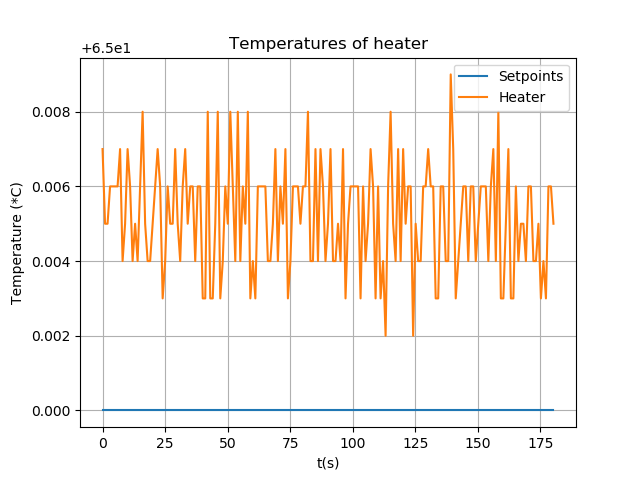 Temperatures of heater
+6.5e1
Setpoints
Heater
0.008
0.006
0.004
0.002
0.000
Temperature (*C)
0 25 50 75 100 125 150 175
t(s)